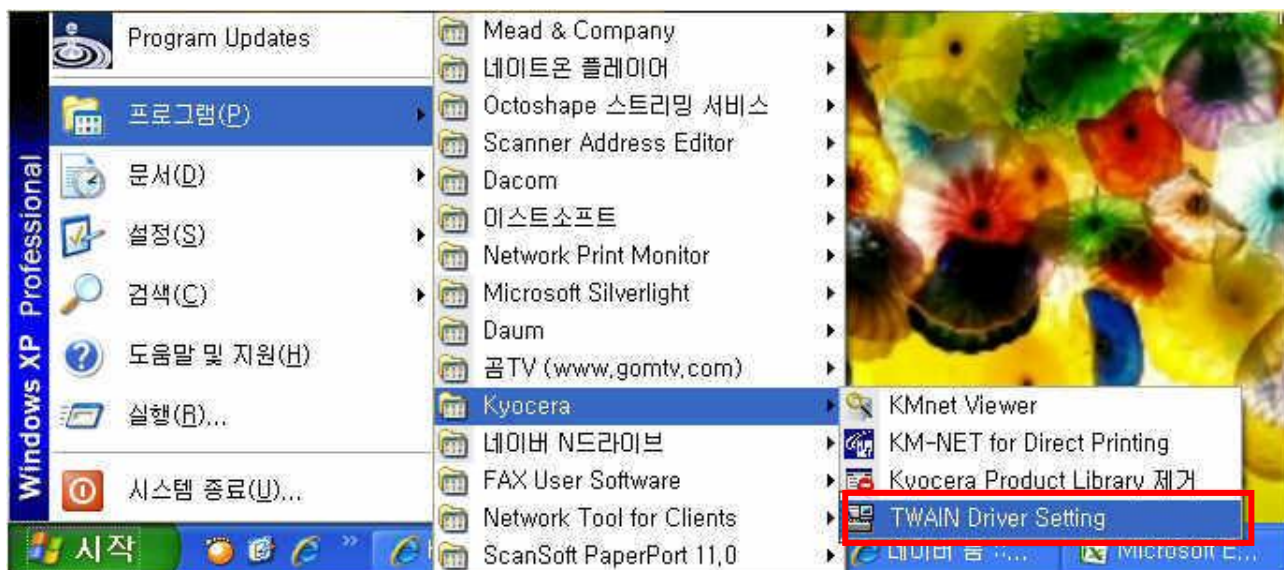 Windows XP Professional
Program Updates
프로그램(P)
문서(D)
설정(S)
검색(C)
도움말 및 지원(H)
실행(R)...
시스템 종료(U)...
Mead & Company
네이트온 플레이어
Octoshape 스트리밍 서비스
Scanner Address Editor
Dacom
이스트소프트
Network Print Monitor
Microsoft Silverlight
Daum
곰TV (www.gomtv.com)
Kyocera
네이버 N드라이브
FAX User Software
Network Tool for Clients
ScanSoft PaperPort 11.0
KMnet Viewer
KM-NET for Direct Printing
Kyocera Product Library 제거
TWAIN Driver Setting
시작
네이버 홈 ::...
Microsoft E...